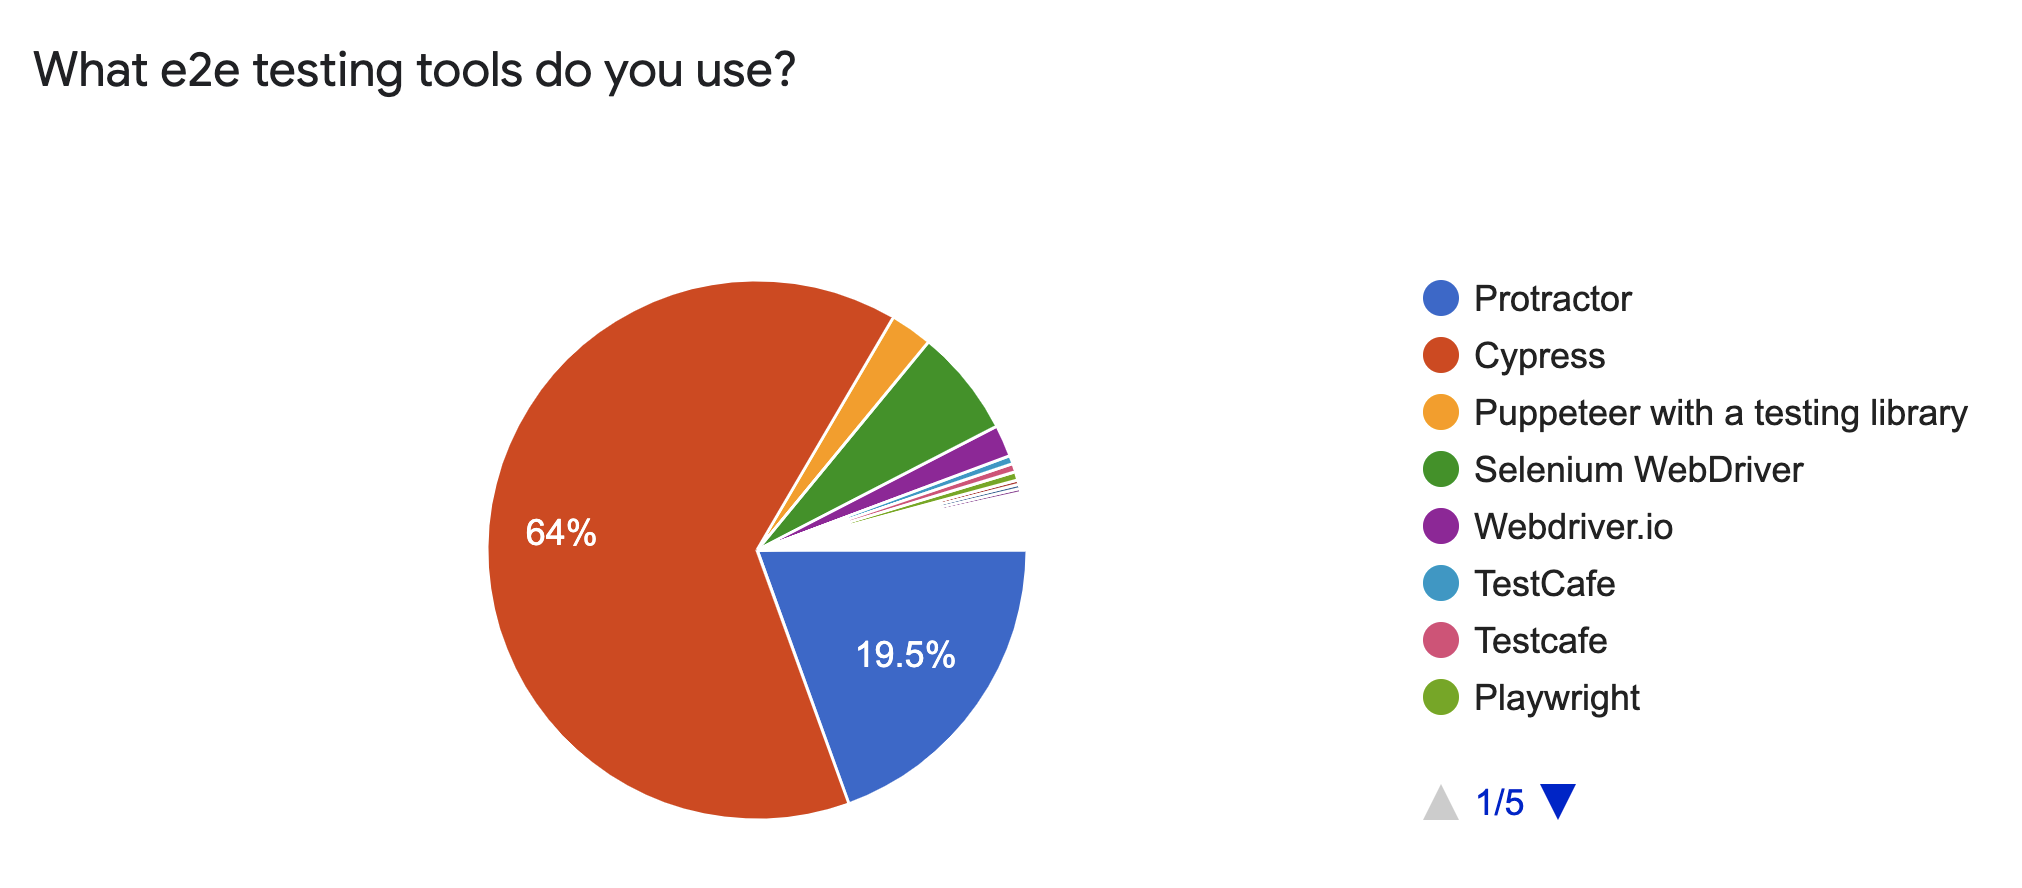 What e2e testing tools do you use?
64%
19.5%
Protractor
Cypress
Puppeteer with a testing library
Selenium WebDriver
Webdriver.io
TestCafe
Testcafe
Playwright
1/5